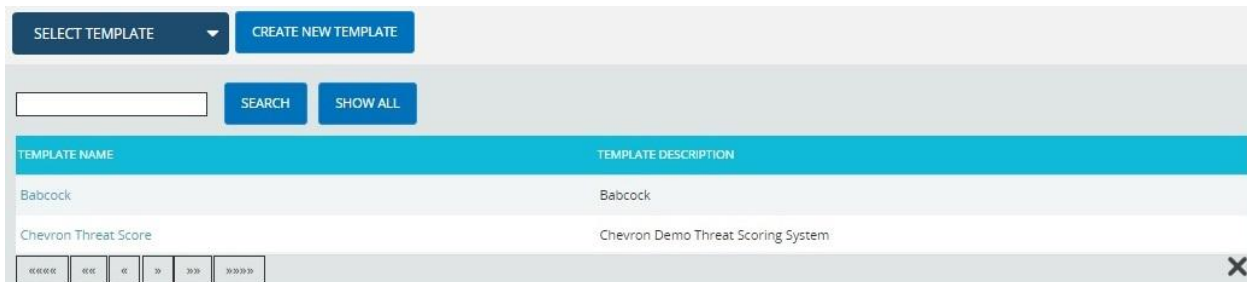 SELECT TEMPLATE CREATE NEW TEMPLATE
SEARCH SHOW ALL
TEMPLATE NAME TEMPLATE DESCRIPTION
Babcock Babcock
Chevron Threat Score Chevron Demo Threat Scoring System
«««« «« « » »» »»»»